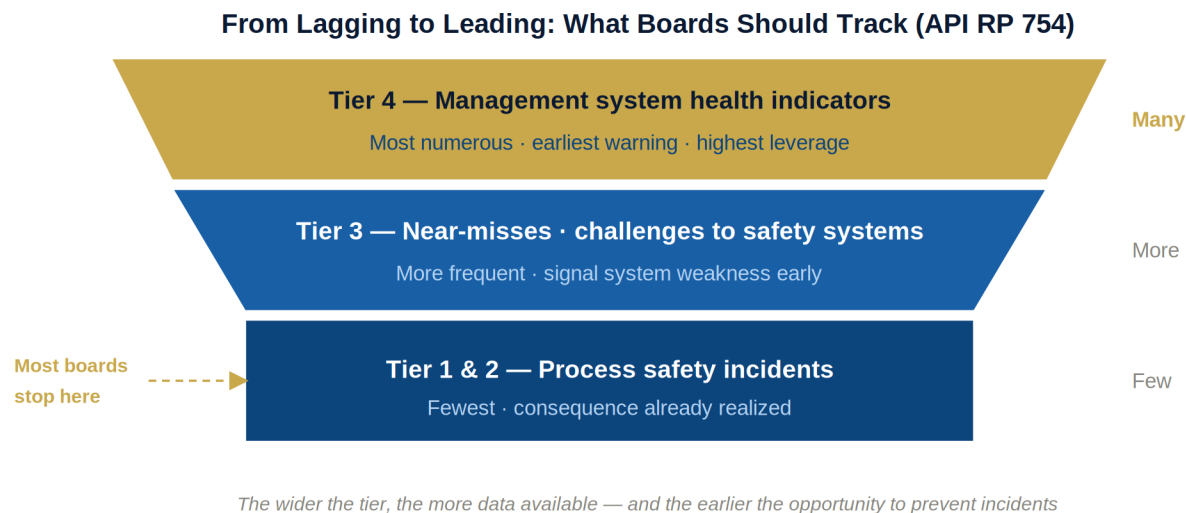 From Lagging to Leading: What Boards Should Track (API RP 754)
Tier 4 — Management system health indicators
Most numerous · earliest warning · highest leverage
Many
Tier 3 — Near-misses · challenges to safety systems
More frequent · signal system weakness early
More
Most boards
stop here
Tier 1 & 2 — Process safety incidents
Fewest · consequence already realized
Few
The wider the tier, the more data available — and the earlier the opportunity to prevent incidents